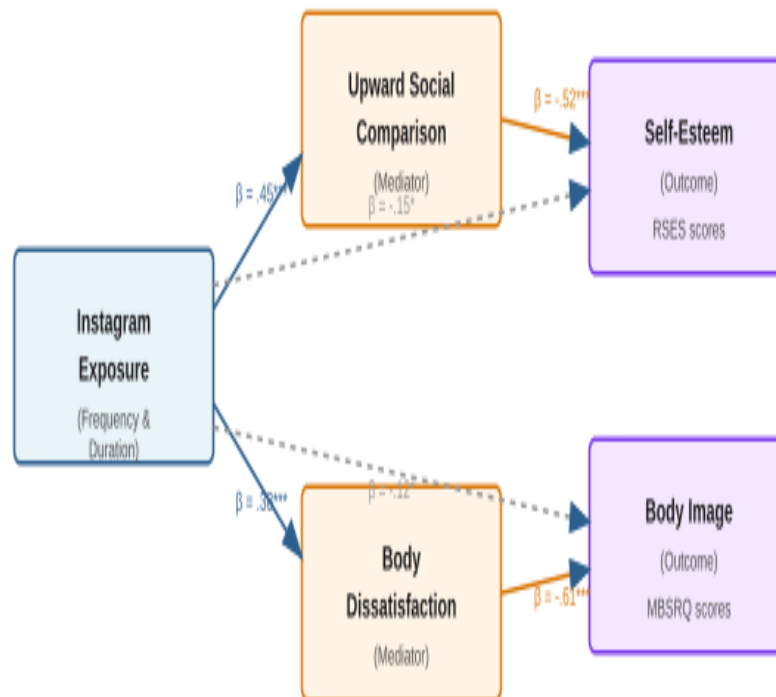 Upward Social
Comparison
(Mediator)
β = -.15*
β = -.52***
Self-Esteem
(Outcome)
RSES scores
β = .45***
Instagram
Exposure
(Frequency &
Duration)
β = -.12*
Body Image
(Outcome)
MBSRQ scores
Body
Dissatisfaction
(Mediator)
β = -.61***